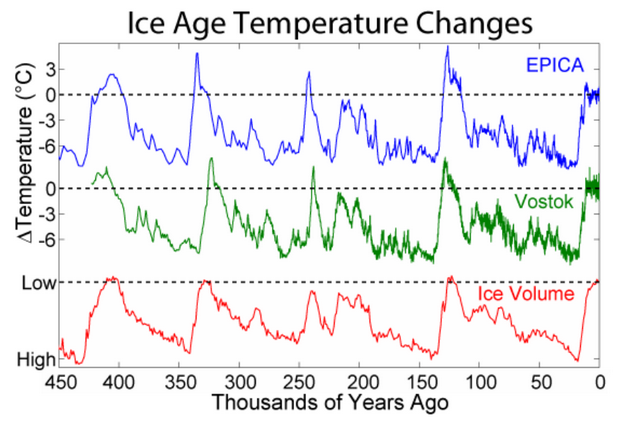 Ice Age Temperature Changes
ΔTemperature (°C)
EPICA
3
0
-3
-6
Vostok
0
-3
-6
Ice Volume
Low
High
450 400 350 300 250 200 150 100 50 0
Thousands of Years Ago